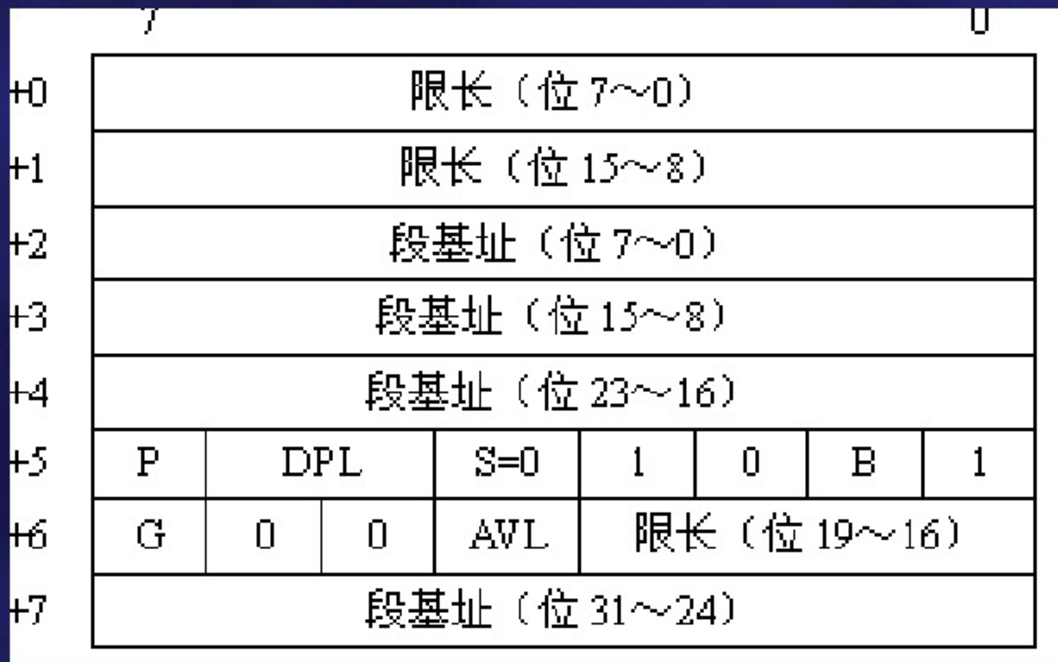 7 0
+0 限长（位 7～0）
+1 限长（位 15～8）
+2 段基址（位 7～0）
+3 段基址（位 15～8）
+4 段基址（位 23～16）
+5 P DPL S=0 1 0 B 1
+6 G 0 0 AVL 限长（位 19～16）
+7 段基址（位 31～24）